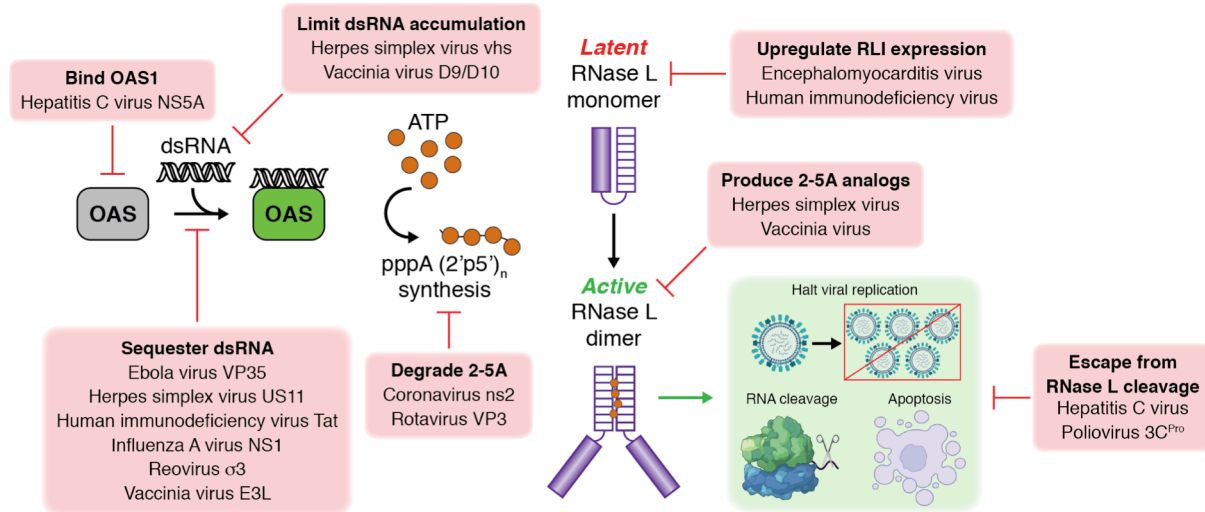 Limit dsRNA accumulation
Herpes simplex virus vhs
Vaccinia virus D9/D10
Bind OAS1
Hepatitis C virus NS5A
dsRNA
OAS
OAS
ATP
pppA (2’p5’)n
synthesis
Sequester dsRNA
Ebola virus VP35
Herpes simplex virus US11
Human immunodeficiency virus Tat
Influenza A virus NS1
Reovirus σ3
Vaccinia virus E3L
Degrade 2-5A
Coronavirus ns2
Rotavirus VP3
Latent
RNase L
monomer
Upregulate RLI expression
Encephalomyocarditis virus
Human immunodeficiency virus
Produce 2-5A analogs
Herpes simplex virus
Vaccinia virus
Active
RNase L
dimer
Halt viral replication
RNA cleavage
Apoptosis
Escape from
RNase L cleavage
Hepatitis C virus
Poliovirus 3CPro